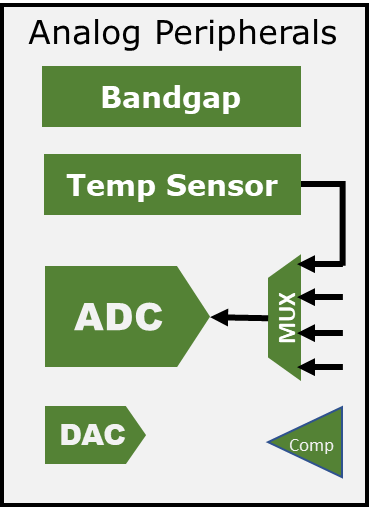 Analog Peripherals
Bandgap
Temp Sensor
ADC
MUX
DAC
Comp